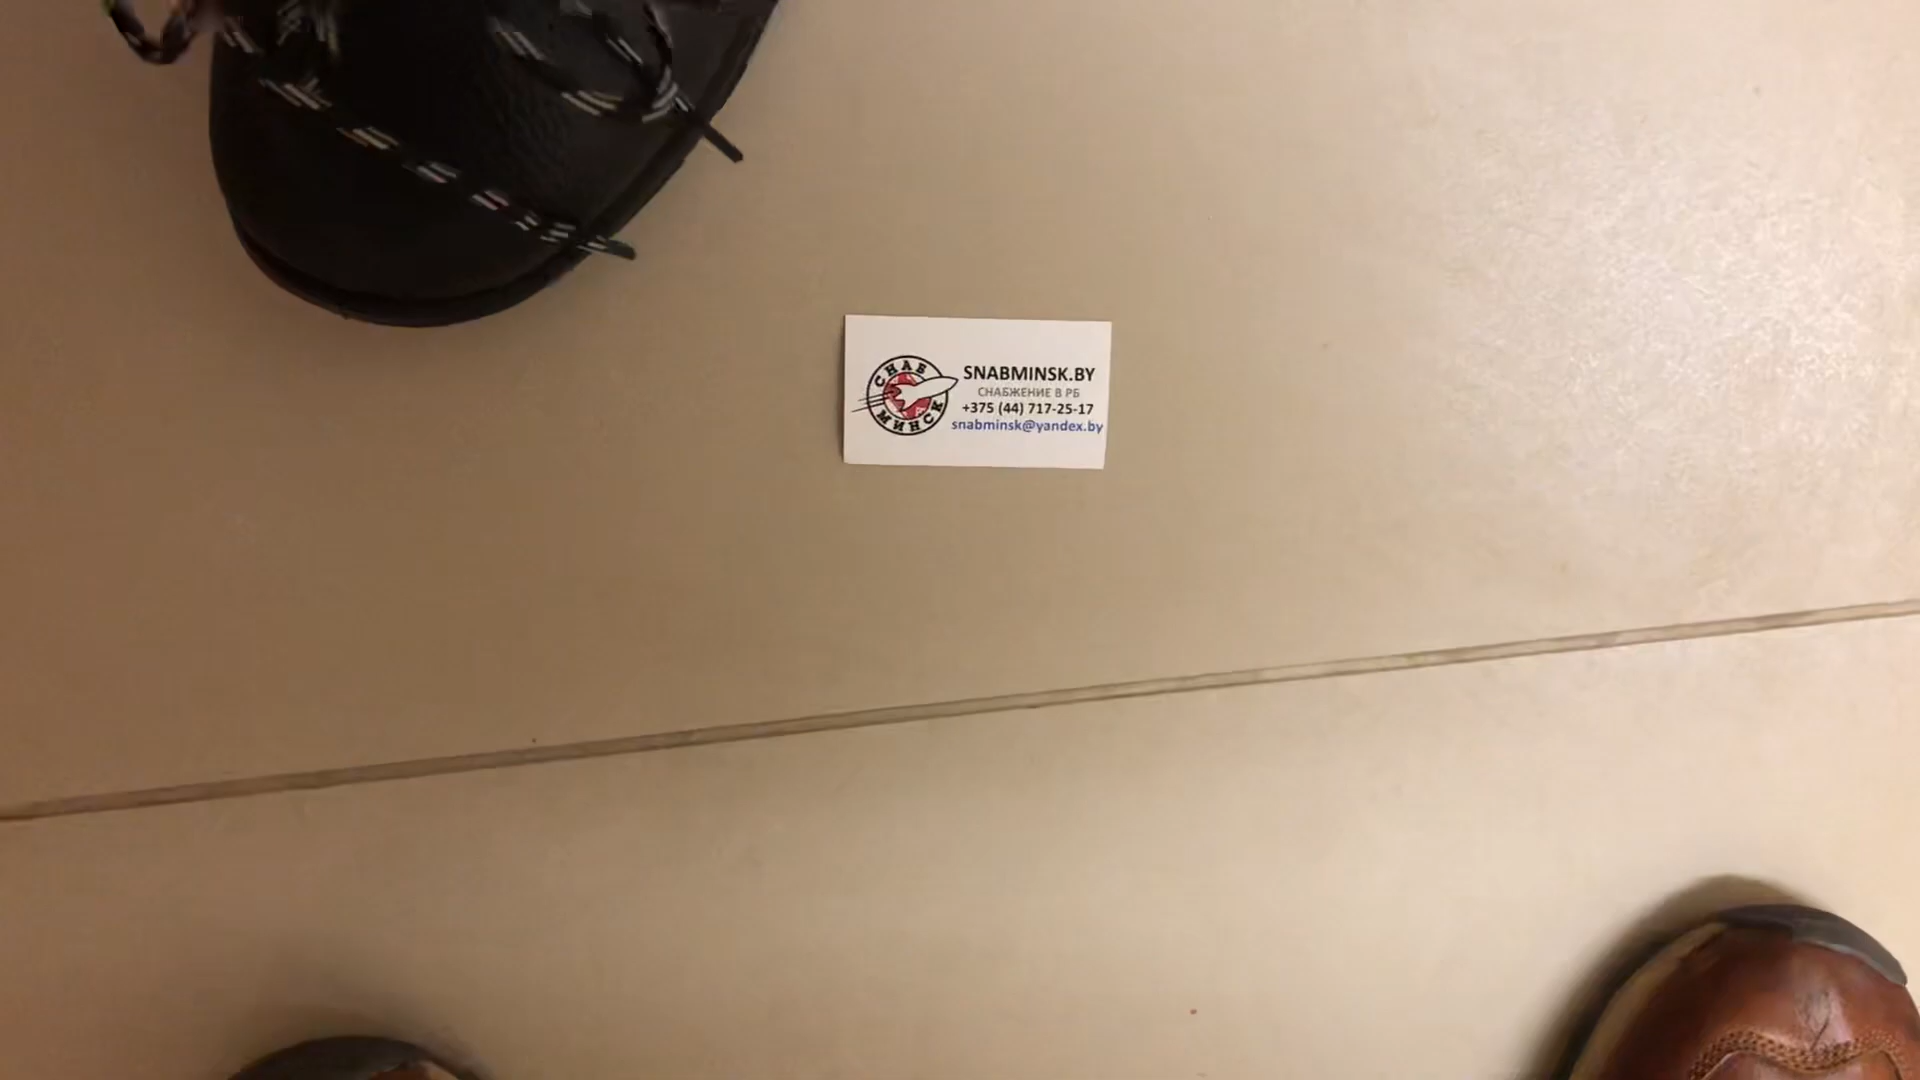 СНАБ
МИНСК
SNABMINSK.BY
СНАБЖЕНИЕ В РБ
+375 (44) 717-25-17
snabminsk@yandex.by